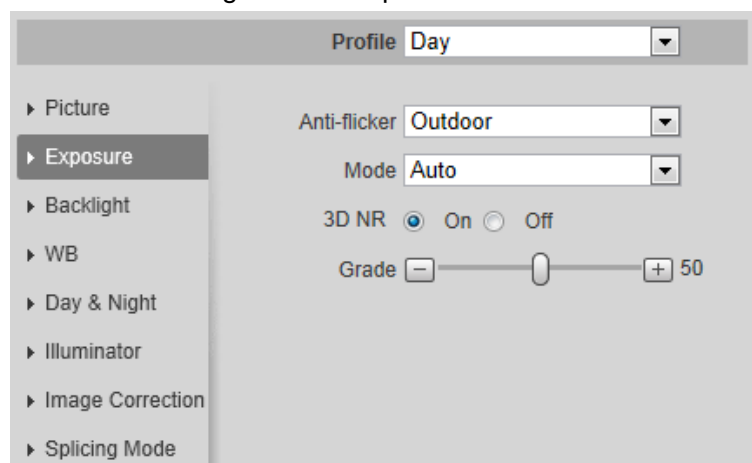 Profile Day
Picture
Exposure
Backlight
WB
Day & Night
Illuminator
Image Correction
Splicing Mode
Anti-flicker Outdoor
Mode Auto
3D NR On Off
Grade 50